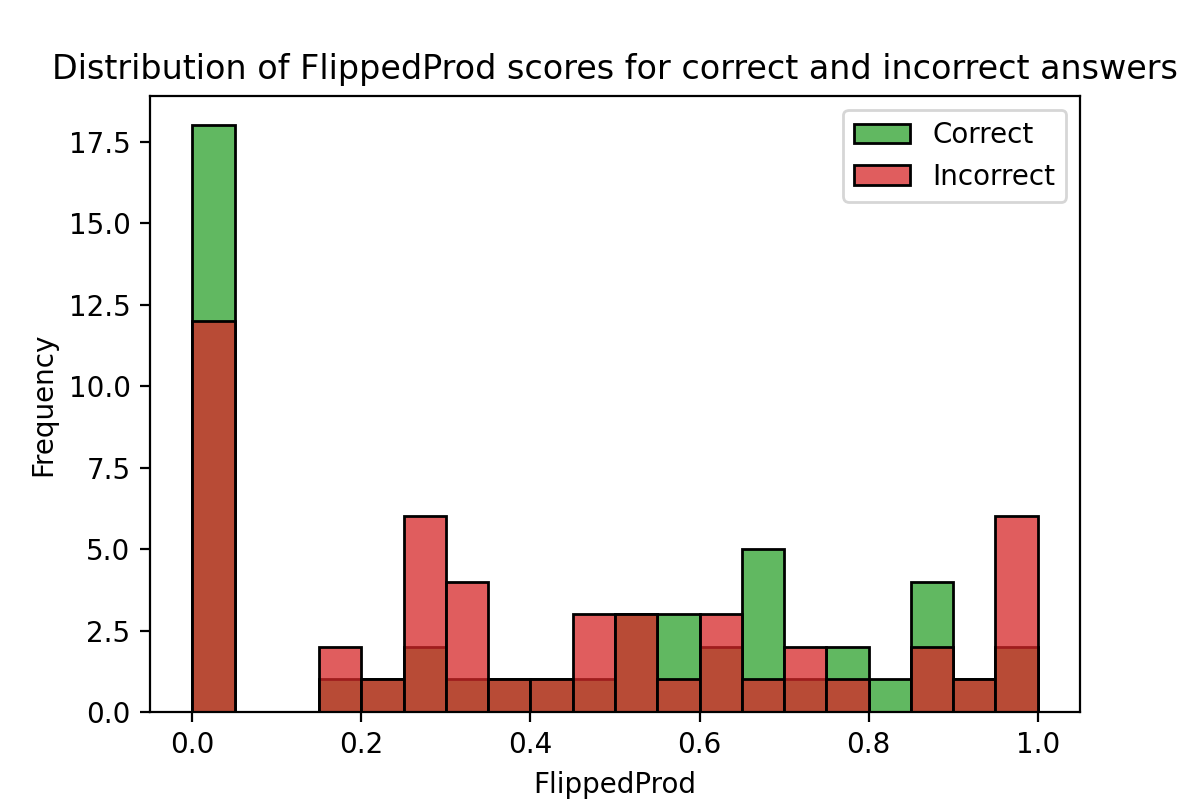 Distribution of FlippedProd scores for correct and incorrect answers
Correct
Incorrect
17.5
15.0
12.5
10.0
7.5
5.0
2.5
0.0
Frequency
0.0 0.2 0.4 0.6 0.8 1.0
FlippedProd